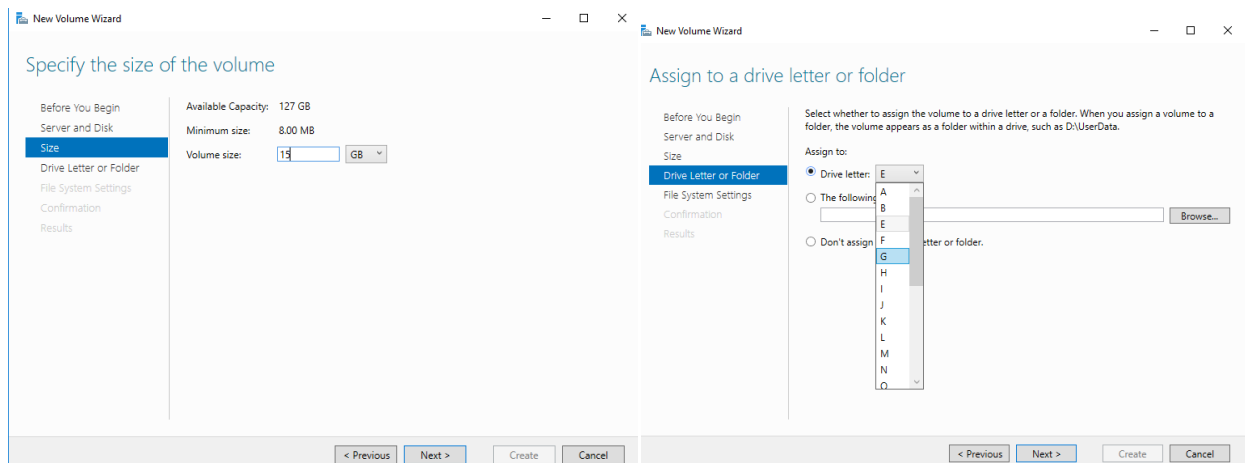 New Volume Wizard
Specify the size of the volume
Before You Begin
Server and Disk
Size
Drive Letter or Folder
File System Settings
Confirmation
Results
Available Capacity: 127 GB
Minimum size: 8.00 MB
Volume size: 15 GB
< Previous Next > Create Cancel
New Volume Wizard
Assign to a drive letter or folder
Before You Begin
Server and Disk
Size
Drive Letter or Folder
File System Settings
Confirmation
Results
Select whether to assign the volume to a drive letter or a folder. When you assign a volume to a
folder, the volume appears as a folder within a drive, such as D:\UserData.
Assign to:
Drive letter: E
The following
Browse...
Don't assign etter or folder.
A
B
E
F
G
H
I
J
K
L
M
N
O
< Previous Next > Create Cancel